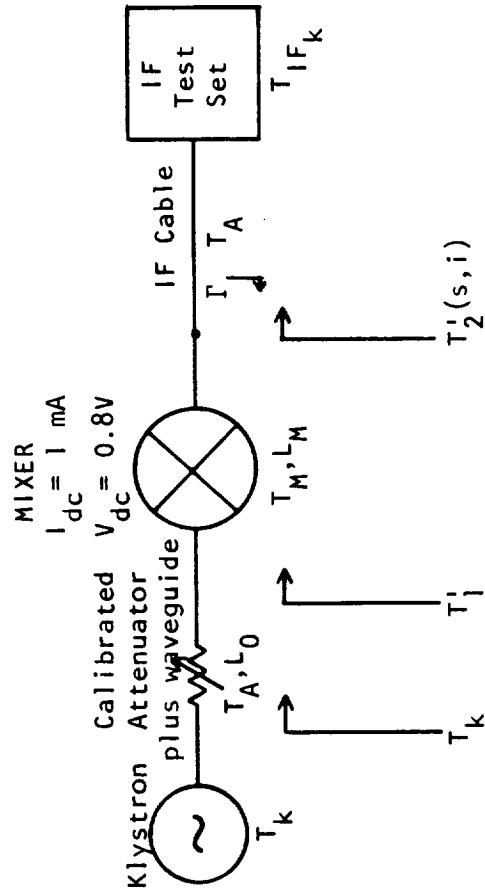 Klystron
T_k
Calibrated
Attenuator
plus waveguide
T_A, L_O
MIXER
I_dc = 1 mA
V_dc = 0.8V
T_M, L_M
IF Cable
Γ T_A
IF
Test
Set
T_IF_k
T_k
T'_1
T'_2(s,i)